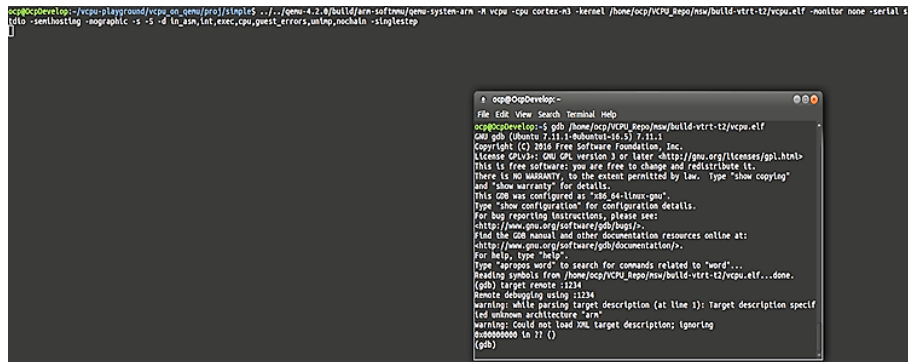 ocp@OcpDevelop:~/vcpu-playground/vcpu_on_qemu/proj/simple$ ../../qemu-4.2.0/build/arm-softmmu/qemu-system-arm -M vcpu -cpu cortex-m3 -kernel /home/ocp/VCPU_Repo/msw/build-vtrt-t2/vcpu.elf -monitor none -serial s
tdio -semihosting -nographic -s -S -d in_asm,int,exec,cpu,guest_errors,unimp,nochain -singlestep
ocp@OcpDevelop: ~
File Edit View Search Terminal Help
ocp@OcpDevelop:~$ gdb /home/ocp/VCPU_Repo/msw/build-vtrt-t2/vcpu.elf
GNU gdb (Ubuntu 7.11.1-0ubuntu1~16.5) 7.11.1
Copyright (C) 2016 Free Software Foundation, Inc.
License GPLv3+: GNU GPL version 3 or later <http://gnu.org/licenses/gpl.html>
This is free software: you are free to change and redistribute it.
There is NO WARRANTY, to the extent permitted by law.  Type "show copying"
and "show warranty" for details.
This GDB was configured as "x86_64-linux-gnu".
Type "show configuration" for configuration details.
For bug reporting instructions, please see:
<http://www.gnu.org/software/gdb/bugs/>.
Find the GDB manual and other documentation resources online at:
<http://www.gnu.org/software/gdb/documentation/>.
For help, type "help".
Type "apropos word" to search for commands related to "word"...
Reading symbols from /home/ocp/VCPU_Repo/msw/build-vtrt-t2/vcpu.elf...done.
(gdb) target remote :1234
Remote debugging using :1234
warning: while parsing target description (at line 1): Target description specif
ied unknown architecture "arm"
warning: Could not load XML target description; ignoring
0x00000000 in ?? ()
(gdb)